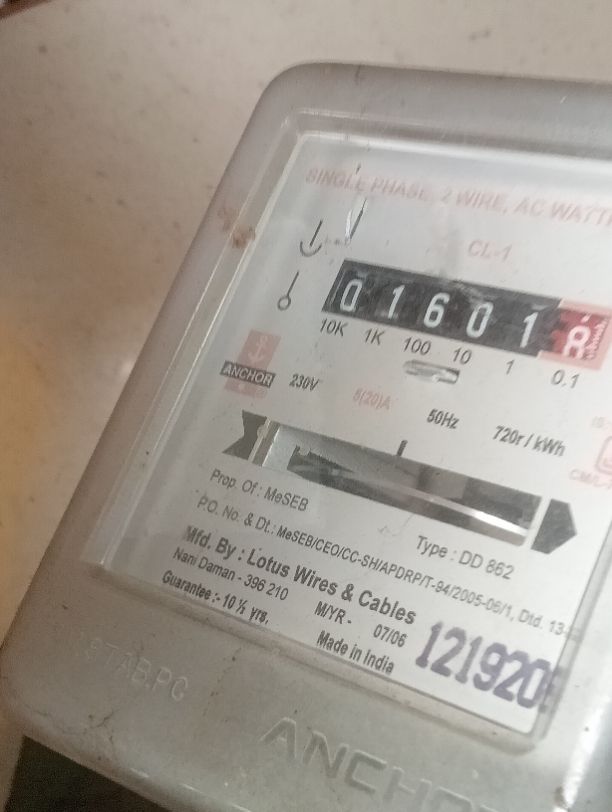 SINGLE PHASE, 2 WIRE, AC WATT
CL-1
0 1 6 0 1 8
10K 1K 100 10 1 0.1
ANCHOR 230V 5(20)A 50Hz 720r / kWh
Prop. Of : MeSEB
Type : DD 862
P.O. No. & Dt.: MeSEB/CEO/CC-SH/APDRP/T-94/2005-06/1, Dtd. 13-
Mfd. By : Lotus Wires & Cables
Nani Daman - 396 210
M/YR - 07/06
Guarantee :- 10 ½ yrs.
Made in India
121920
ANCHO